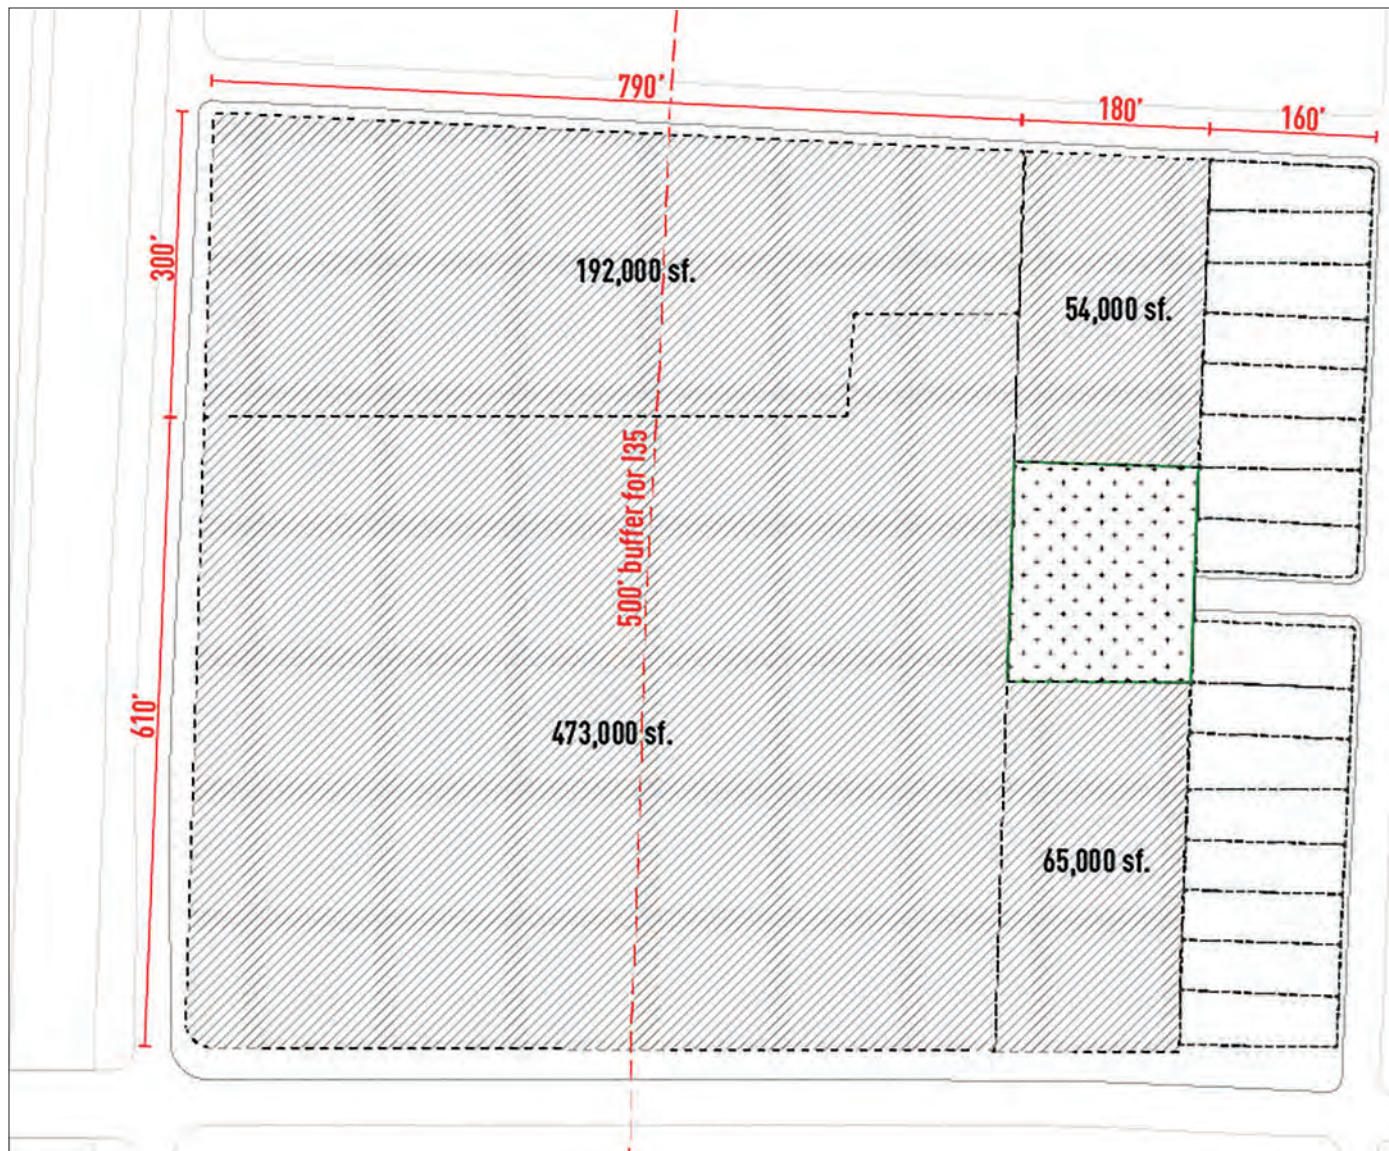 790’
180’
160’
300’
192,000 sf.
54,000 sf.
500’ buffer for I35
610’
473,000 sf.
65,000 sf.